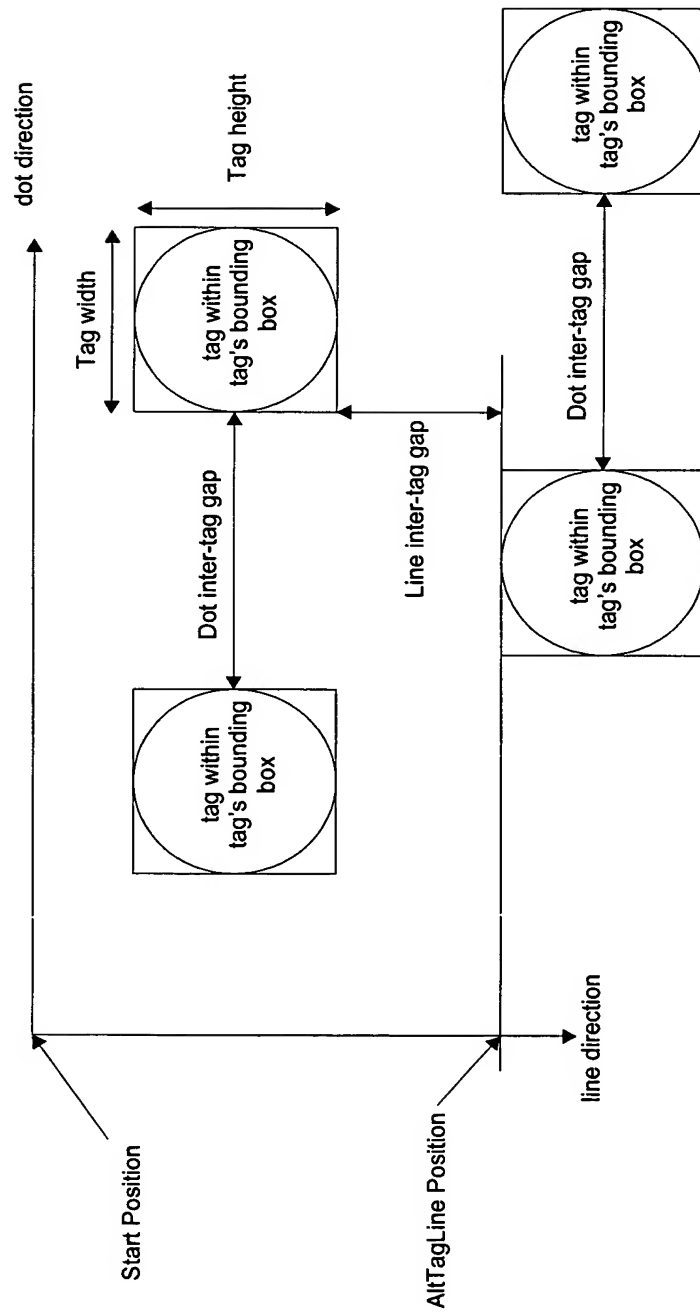 dot direction
Tag width
Tag height
tag within
tag's bounding
box
Dot inter-tag gap
tag within
tag's bounding
box
Line inter-tag gap
tag within
tag's bounding
box
Dot inter-tag gap
tag within
tag's bounding
box
line direction
Start Position
AltTagLine Position